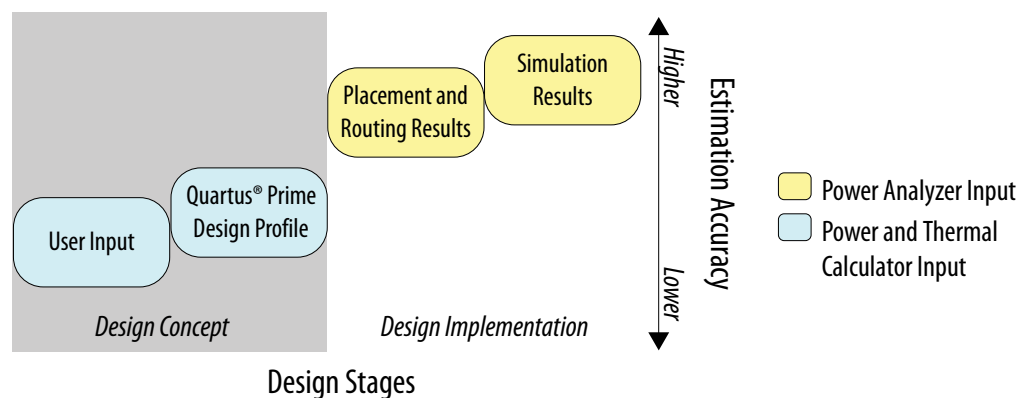 User Input
Quartus® Prime
Design Profile
Placement and
Routing Results
Simulation
Results
Design Concept
Design Implementation
Design Stages
Higher
Lower
Estimation Accuracy
Power Analyzer Input
Power and Thermal
Calculator Input